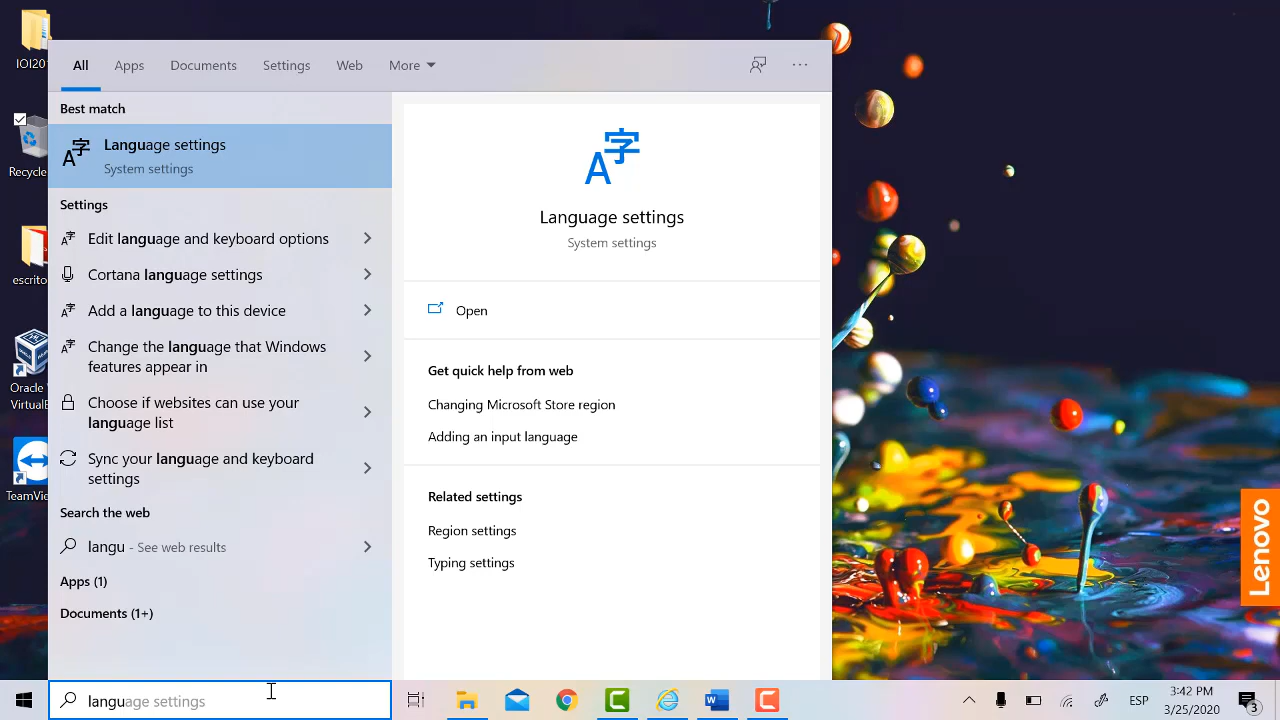 IOI20
All Apps Documents Settings Web More
Best match
Language settings
System settings
Settings
Edit language and keyboard options
Cortana language settings
Add a language to this device
Change the language that Windows
features appear in
Choose if websites can use your
language list
Sync your language and keyboard
settings
Search the web
langu - See web results
Apps (1)
Documents (1+)
language settings
Language settings
System settings
Open
Get quick help from web
Changing Microsoft Store region
Adding an input language
Related settings
Region settings
Typing settings
Recycle
escrito
Oracle
VirtualB
TeamVie
Lenovo
ESP
3:42 PM
3/25/2020
3